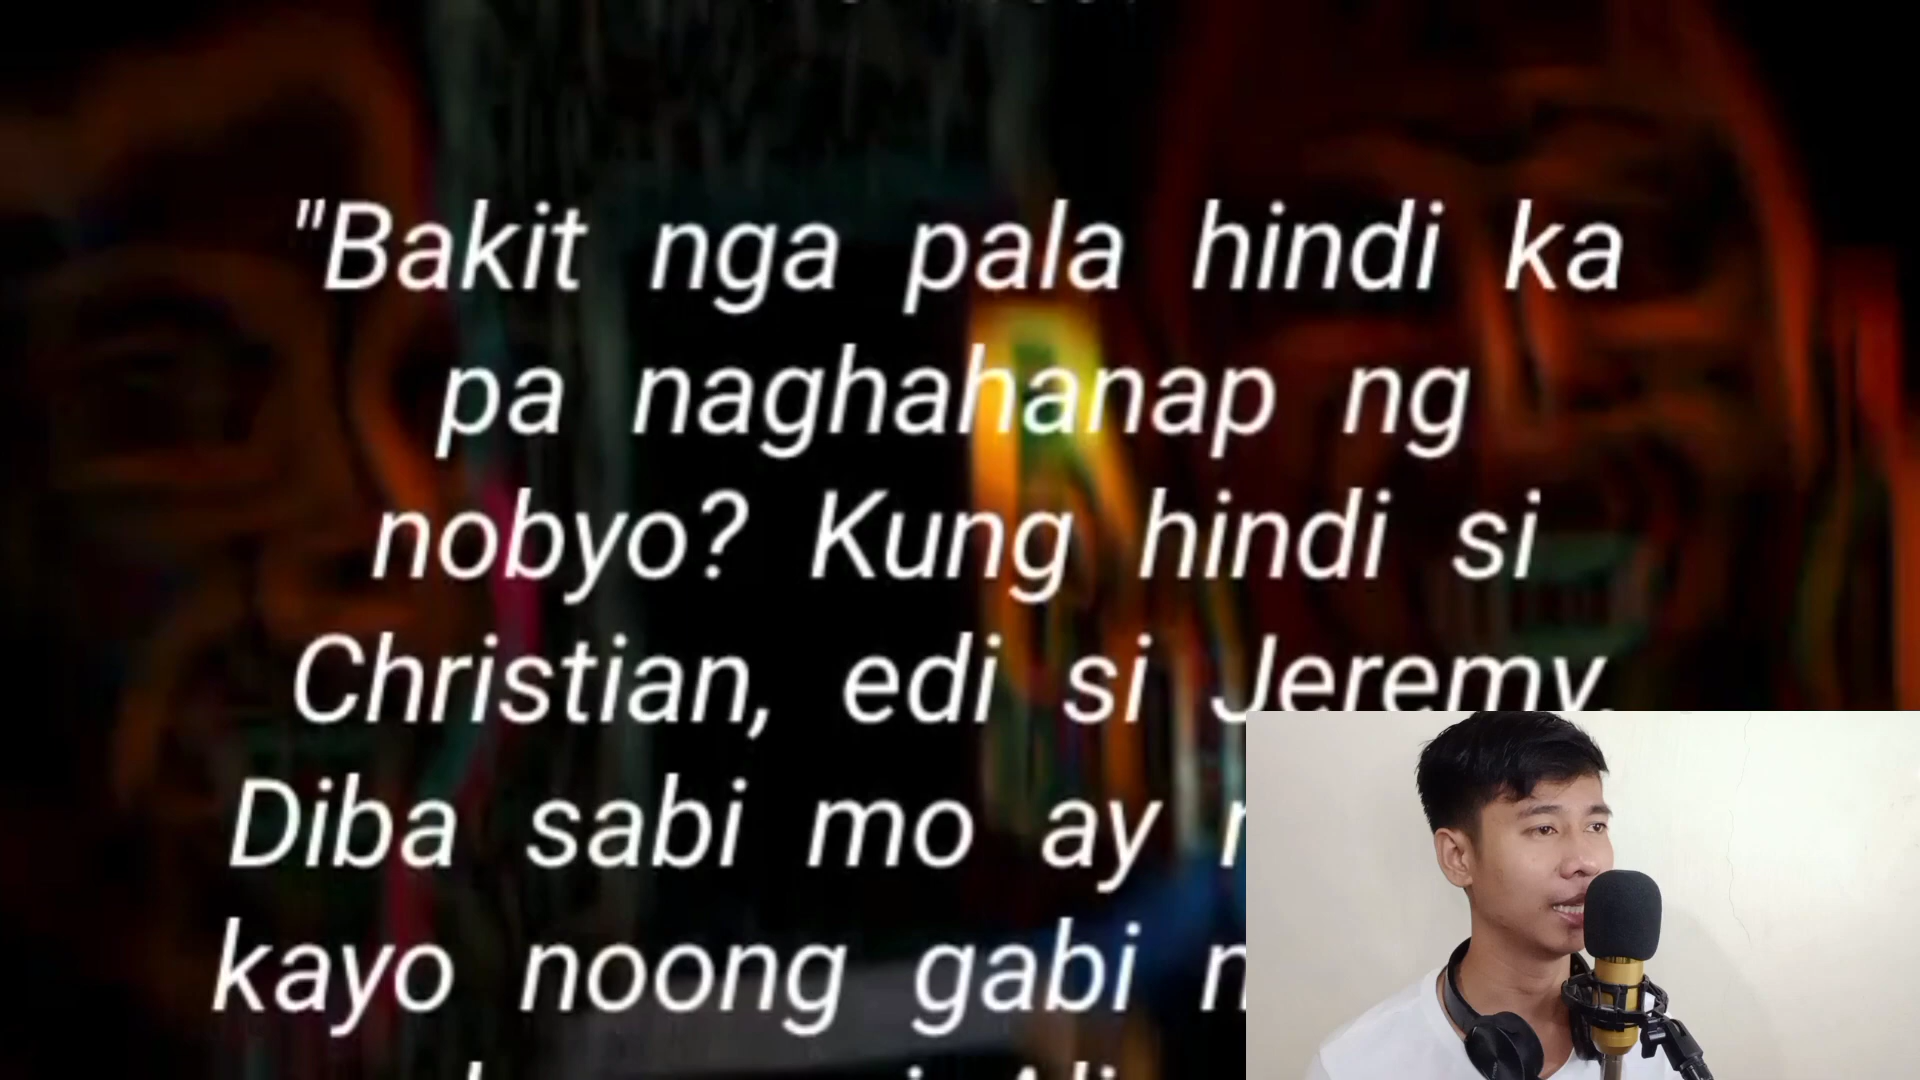 "Bakit nga pala hindi ka
pa naghahanap ng
nobyo? Kung hindi si
Christian, edi si Jeremy.
Diba sabi mo ay
kayo noong gabi